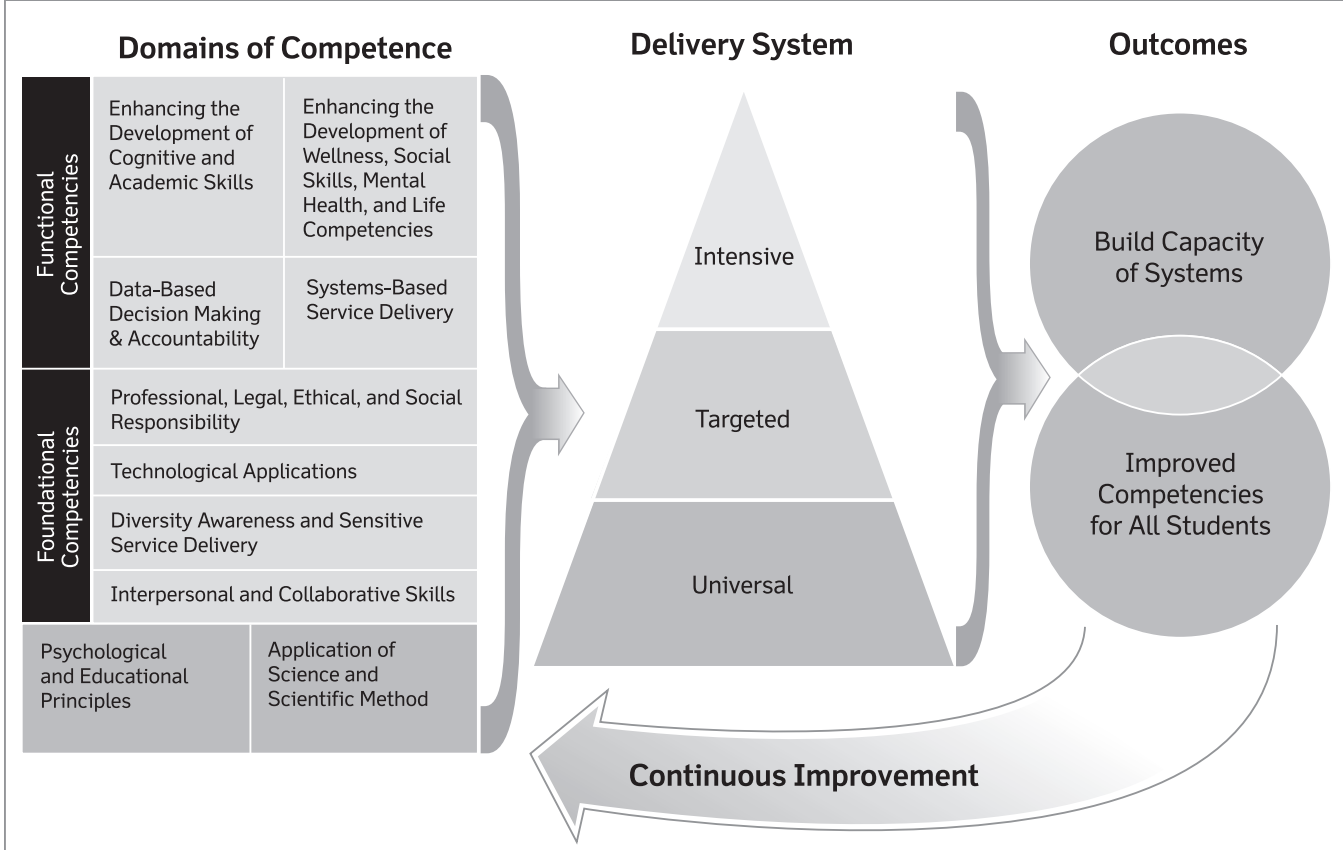 Domains of Competence
Functional
Competencies
Enhancing the
Development of
Cognitive and
Academic Skills
Enhancing the
Development of
Wellness, Social
Skills, Mental
Health, and Life
Competencies
Data-Based
Decision Making
& Accountability
Systems-Based
Service Delivery
Foundational
Competencies
Professional, Legal, Ethical, and Social
Responsibility
Technological Applications
Diversity Awareness and Sensitive
Service Delivery
Interpersonal and Collaborative Skills
Psychological
and Educational
Principles
Application of
Science and
Scientific Method
Delivery System
Intensive
Targeted
Universal
Outcomes
Build Capacity
of Systems
Improved
Competencies
for All Students
Continuous Improvement